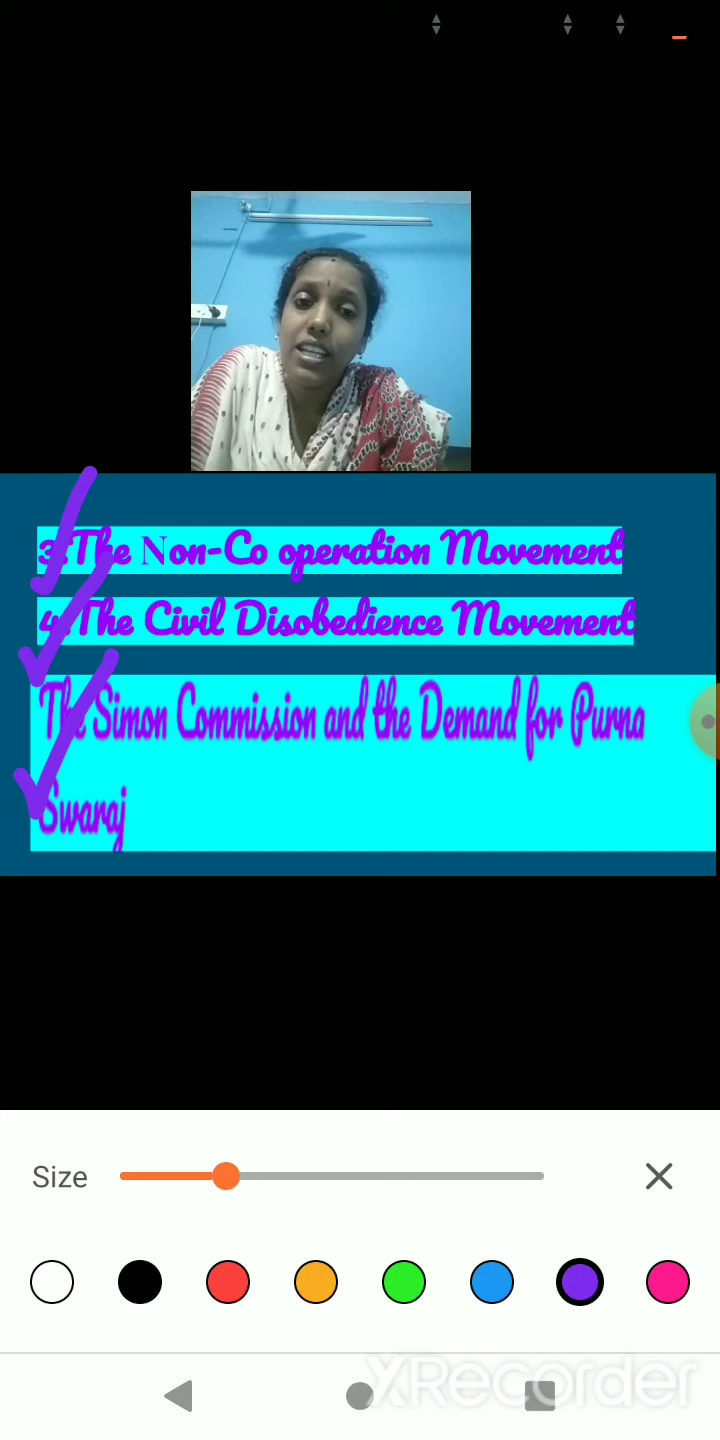 3.The Non-Co operation Movement
4.The Civil Disobedience Movement
The Simon Commission and the Demand for Purna
Swaraj
Size
XRecorder